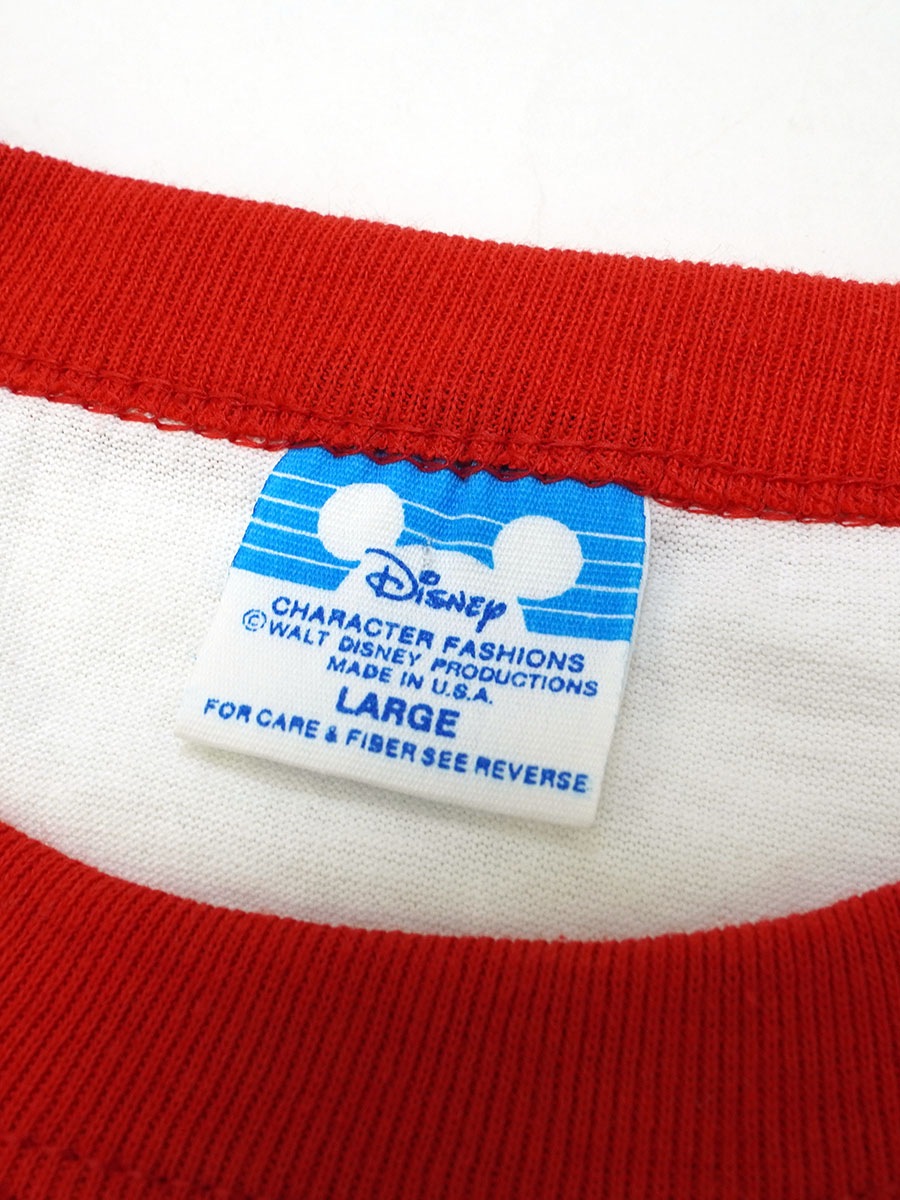 Disney
CHARACTER FASHIONS
©WALT DISNEY PRODUCTIONS
MADE IN U.S.A.
LARGE
FOR CARE & FIBER SEE REVERSE